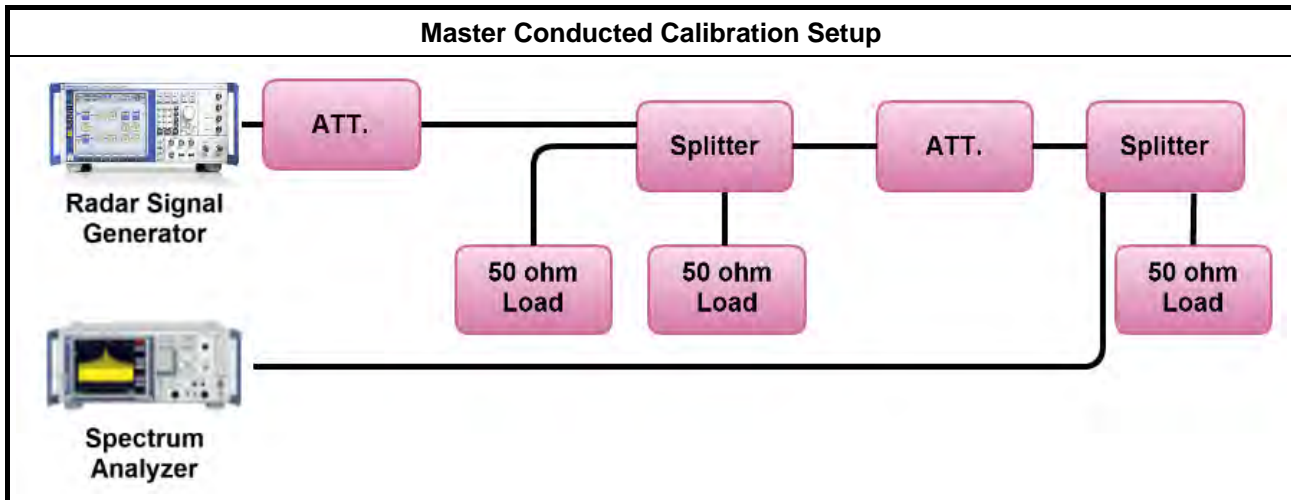 Master Conducted Calibration Setup
ATT.
Splitter
ATT.
Splitter
Radar Signal
Generator
50 ohm
Load
50 ohm
Load
50 ohm
Load
Spectrum
Analyzer